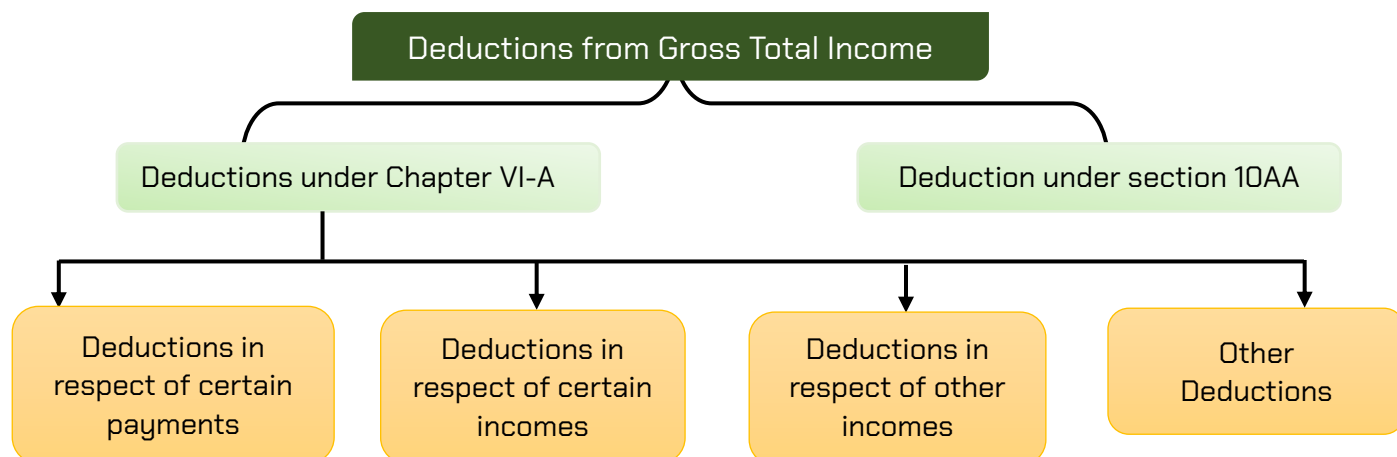 Deductions from Gross Total Income
Deductions under Chapter VI-A
Deduction under section 10AA
Deductions in
respect of certain
payments
Deductions in
respect of certain
incomes
Deductions in
respect of other
incomes
Other
Deductions